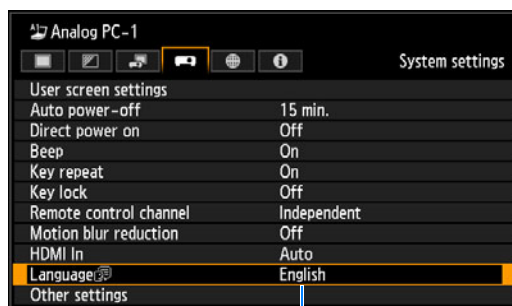 Analog PC-1
System settings
User screen settings
Auto power-off 15 min.
Direct power on Off
Beep On
Key repeat On
Key lock Off
Remote control channel Independent
Motion blur reduction Off
HDMI In Auto
Language English
Other settings